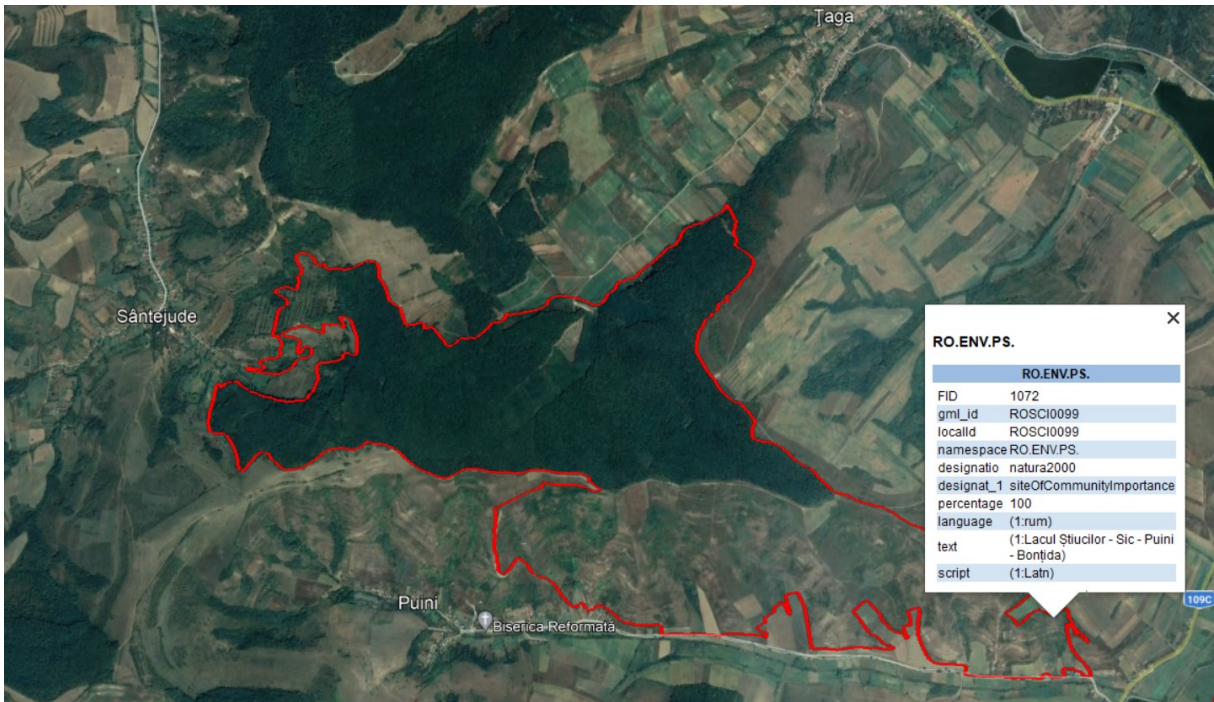 Țaga
Sântejude
Puini
Biserica Reformată
109C
RO.ENV.PS.
RO.ENV.PS.
FID 1072
gml_id ROSCI0099
localId ROSCI0099
namespace RO.ENV.PS.
designatio natura2000
designat_1 siteOfCommunityImportance
percentage 100
language (1:rum)
text (1:Lacul Știucilor - Sic - Puini
- Bonțida)
script (1:Latn)